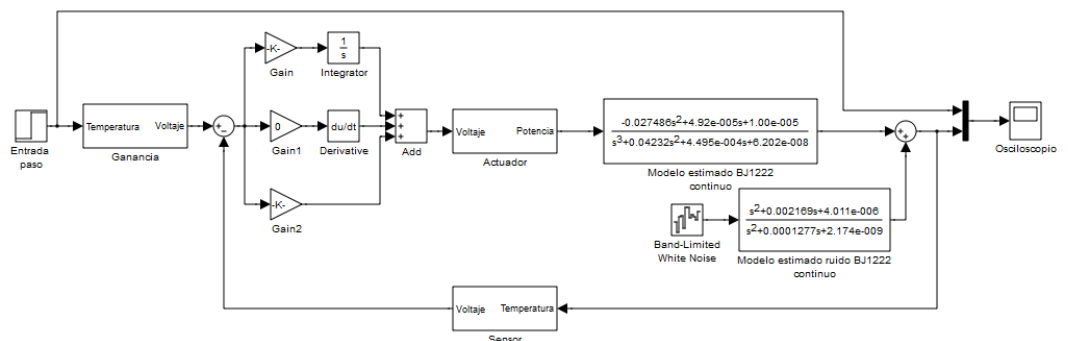 -K-
Gain
1
s
Integrator
Entrada
paso
Temperatura Voltaje
Ganancia
0
Gain1
du/dt
Derivative
-K-
Gain2
Add
Voltaje Potencia
Actuador
-0.027486s2+4.92e-005s+1.00e-005
s3+0.04232s2+4.495e-004s+6.202e-008
Modelo estimado BJ1222
continuo
Osciloscopio
Band-Limited
White Noise
s2+0.002169s+4.011e-006
s2+0.0001277s+2.174e-009
Modelo estimado ruido BJ1222
continuo
Voltaje Temperatura
Sensor